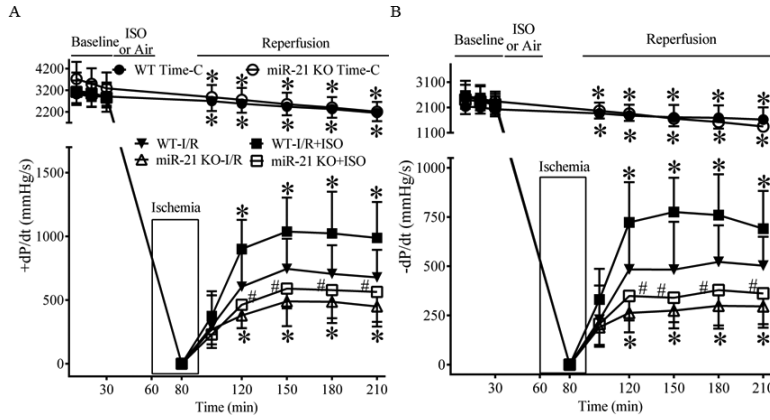 A
ISO
Baseline or Air Reperfusion
4200
3200
2200
WT Time-C miR-21 KO Time-C
* * * * *
* * * * *
WT-I/R WT-I/R+ISO
miR-21 KO-I/R miR-21 KO+ISO
1500
1000
500
0
+dP/dt (mmHg/s)
Ischemia
* * * *
# # # #
* * * *
30 60 80 120 150 180 210
Time (min)
B
ISO
Baseline or Air Reperfusion
3100
2100
1100
* * * * *
* * * * *
-1000
750
500
250
0
-dP/dt (mmHg/s)
Ischemia
* * * *
# # # #
* * * *
30 60 80 120 150 180 210
Time (min)